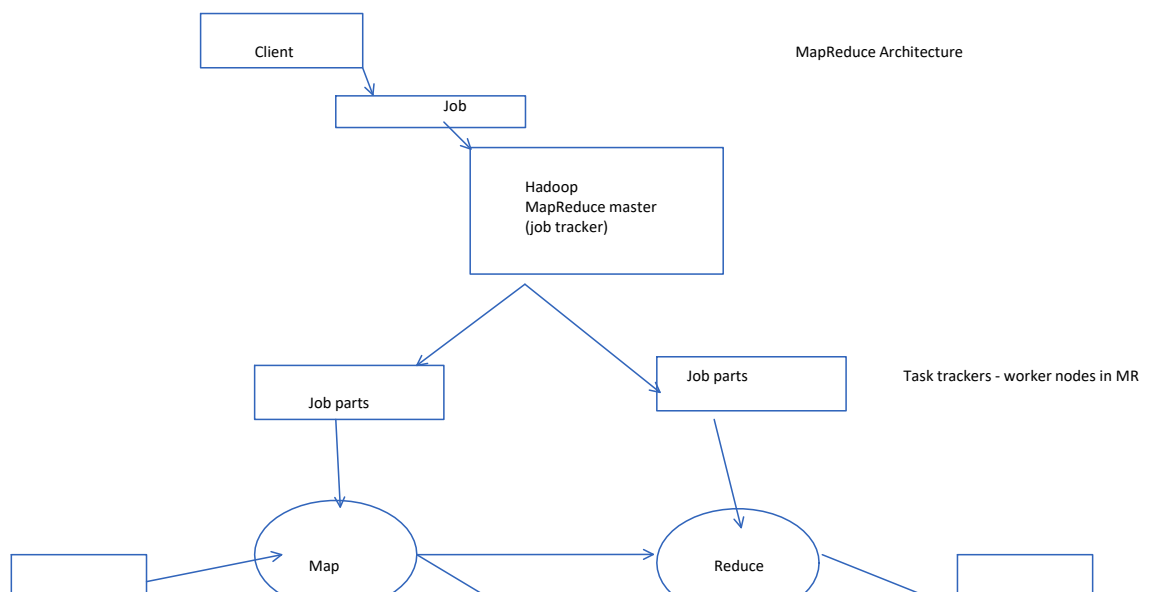 Client
MapReduce Architecture
Job
Hadoop
MapReduce master
(job tracker)
Job parts
Task trackers - worker nodes in MR
Job parts
Map
Reduce